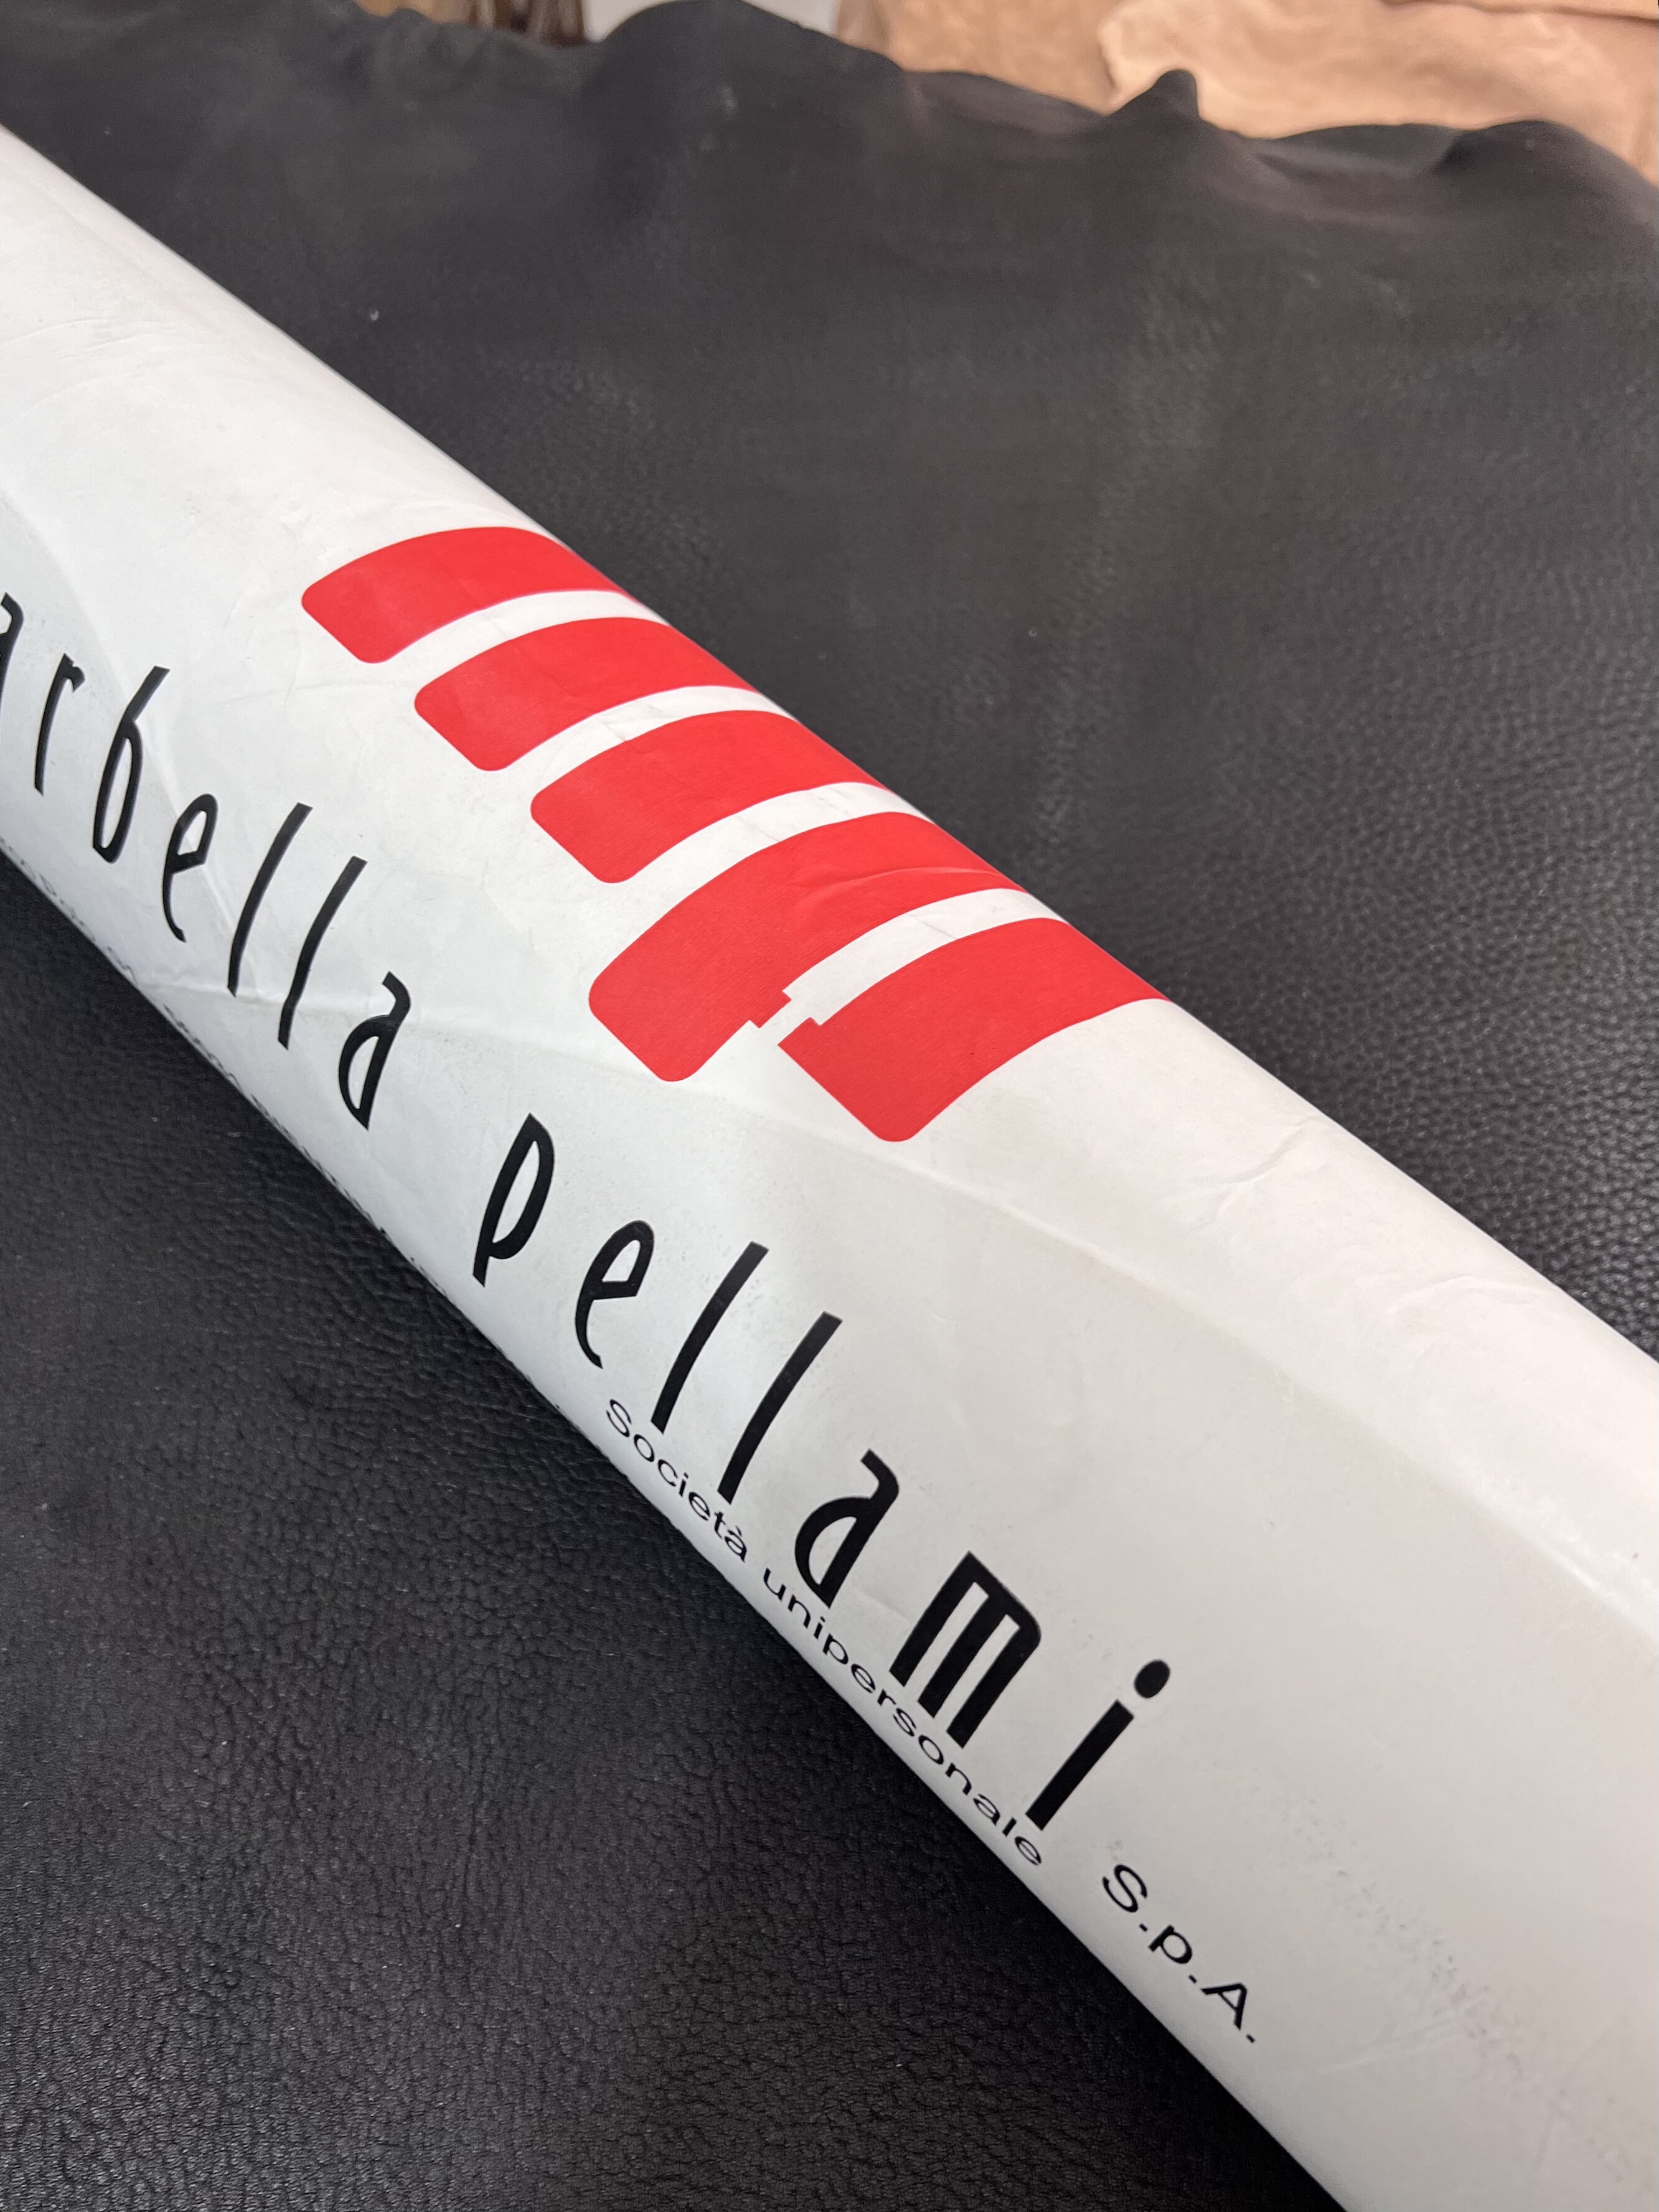 arbella pellami S.p.A.
Società unipersonale